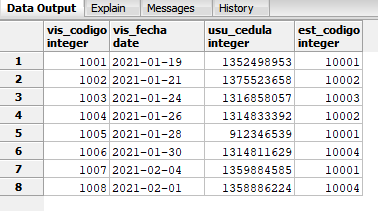 Data Output Explain Messages History
vis_codigo vis_fecha usu_cedula est_codigo
integer date integer integer
1 1001 2021-01-19 1352498953 10001
2 1002 2021-01-21 1375523658 10002
3 1003 2021-01-24 1316858057 10003
4 1004 2021-01-26 1314833392 10002
5 1005 2021-01-28 912346539 10001
6 1006 2021-01-30 1314811629 10004
7 1007 2021-02-04 1359884585 10001
8 1008 2021-02-01 1358886224 10004